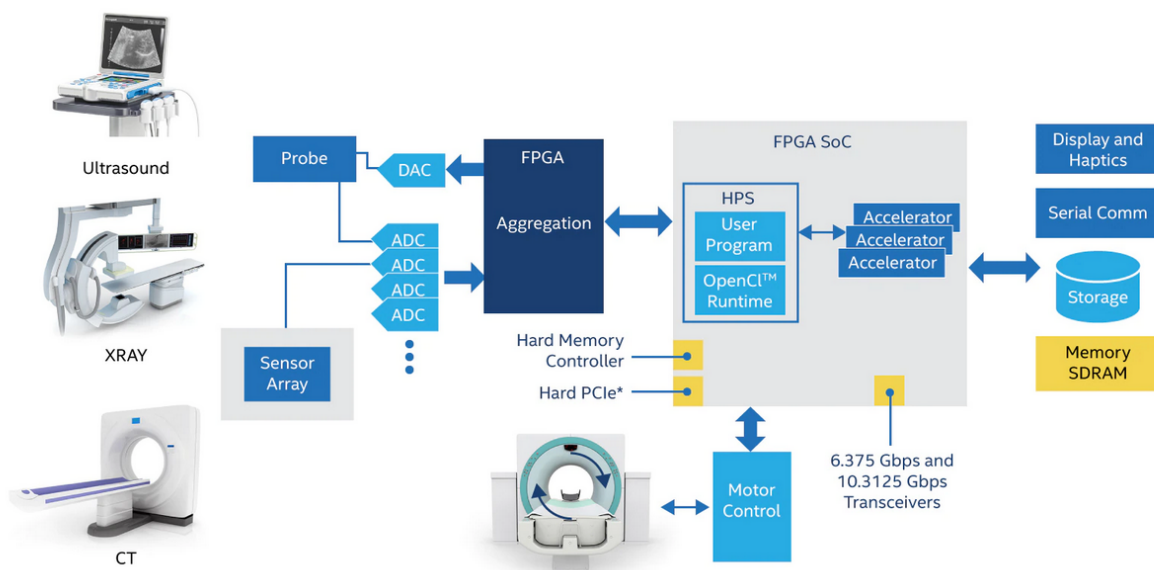 Ultrasound
XRAY
CT
Probe
DAC
ADC
ADC
ADC
ADC
Sensor
Array
FPGA
Aggregation
FPGA SoC
HPS
User
Program
OpenCl™
Runtime
Accelerator
Accelerator
Accelerator
Hard Memory
Controller
Hard PCIe*
Motor
Control
6.375 Gbps and
10.3125 Gbps
Transceivers
Display and
Haptics
Serial Comm
Storage
Memory
SDRAM